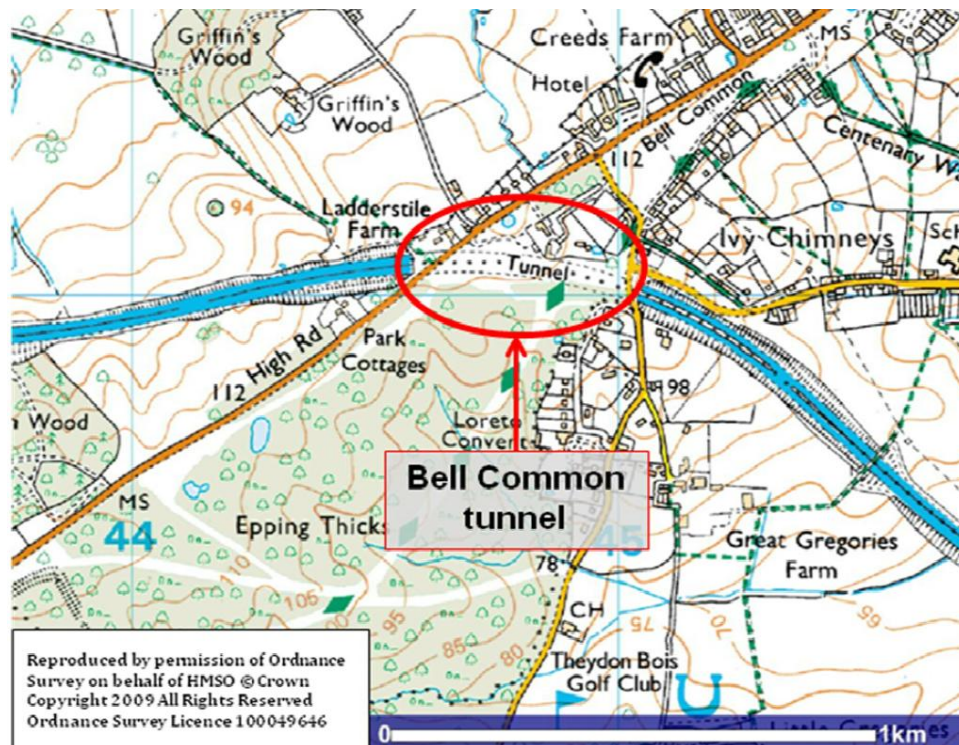 Griffin's
Wood
Creeds Farm
MS
Hotel
Griffin's
Wood
Bell Common
112
Centenary W
94
Ladderstile
Farm
Ivy Chimneys
Sch
Tunnel
High Rd
Park
Cottages
112
98
Wood
Loreto
Convent
Bell Common
tunnel
MS
44
Epping Thicks
45
Great Gregories
Farm
110
105
100
95
90
85
80
78
75
70
65
CH
Theydon Bois
Golf Club
Reproduced by permission of Ordnance
Survey on behalf of HMSO © Crown
Copyright 2009 All Rights Reserved
Ordnance Survey Licence 100049646
0 1km
Little Gregories